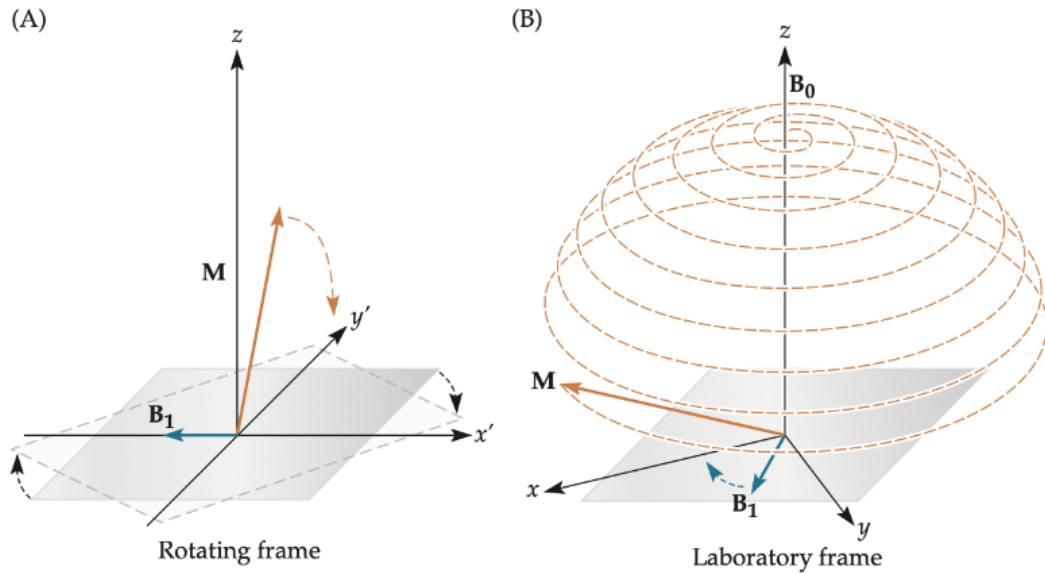 (A)
z
M
y'
B1
x'
Rotating frame
(B)
z
B0
M
x
B1
y
Laboratory frame